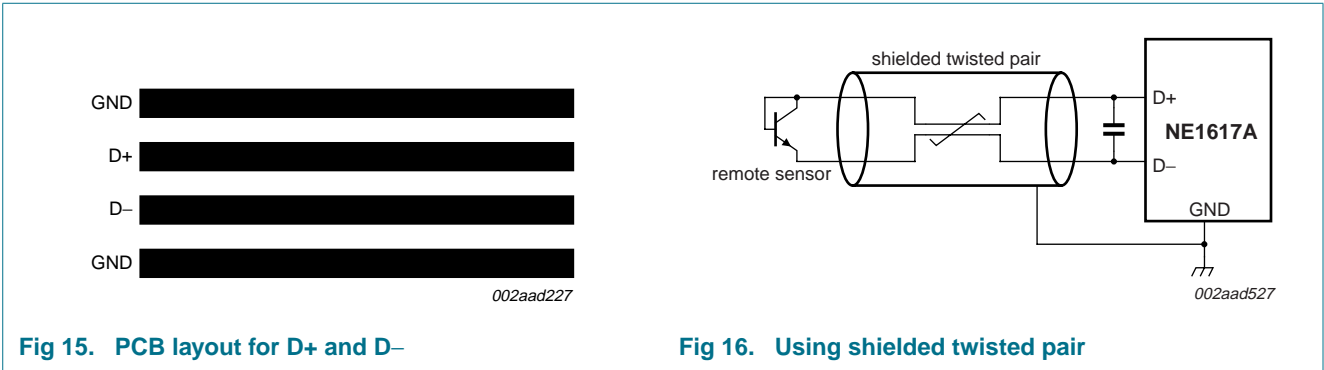 GND
D+
D–
GND
002aad227
Fig 15. PCB layout for D+ and D–
shielded twisted pair
remote sensor
D+
NE1617A
D–
GND
002aad527
Fig 16. Using shielded twisted pair